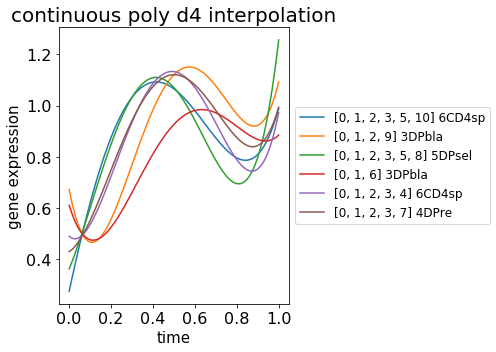 continuous poly d4 interpolation
gene expression
1.2
1.0
0.8
0.6
0.4
0.0 0.2 0.4 0.6 0.8 1.0
time
[0, 1, 2, 3, 5, 10] 6CD4sp
[0, 1, 2, 9] 3DPbla
[0, 1, 2, 3, 5, 8] 5DPsel
[0, 1, 6] 3DPbla
[0, 1, 2, 3, 4] 6CD4sp
[0, 1, 2, 3, 7] 4DPre